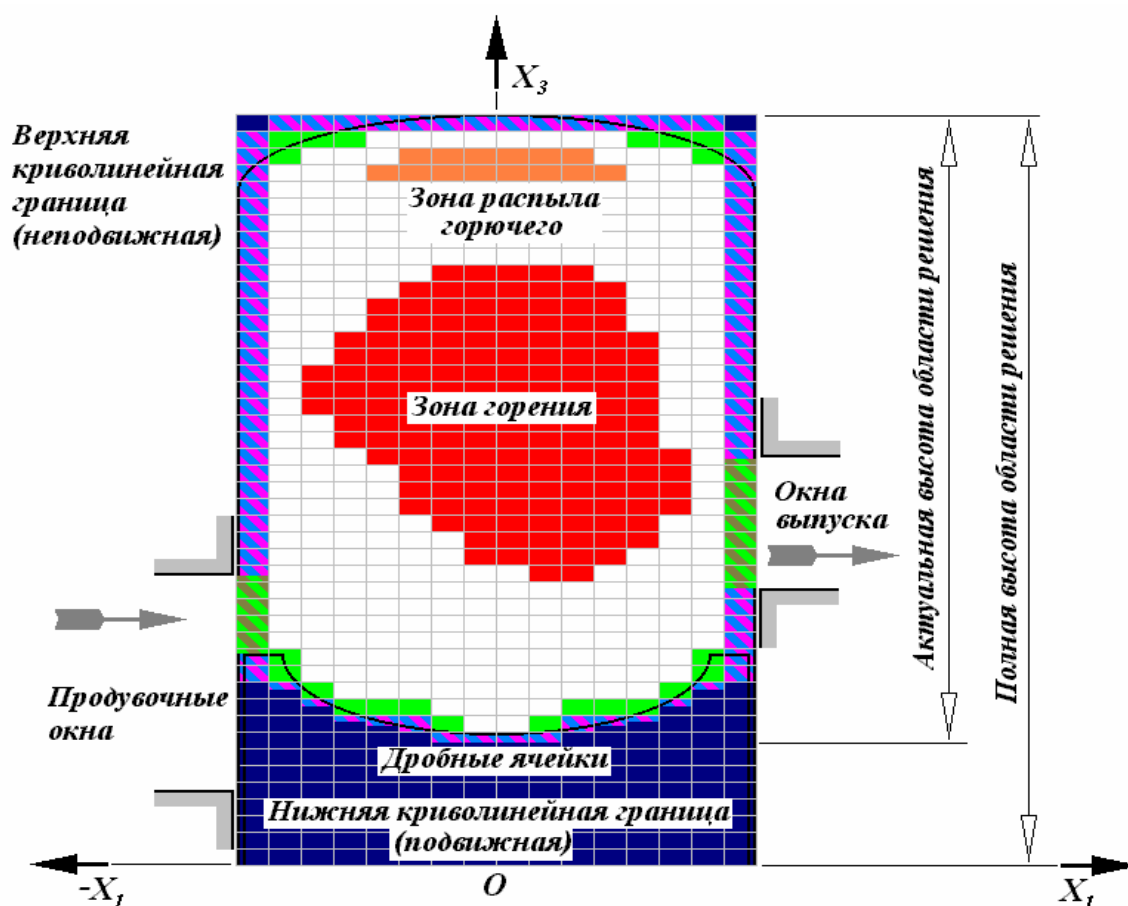 X3
Верхняя
криволинейная
граница
(неподвижная)
Зона распыла
горючего
Зона горения
Окна
выпуска
Актуальная высота области решения
Полная высота области решения
Продувочные
окна
Дробные ячейки
Нижняя криволинейная граница
(подвижная)
-X1
O
X1